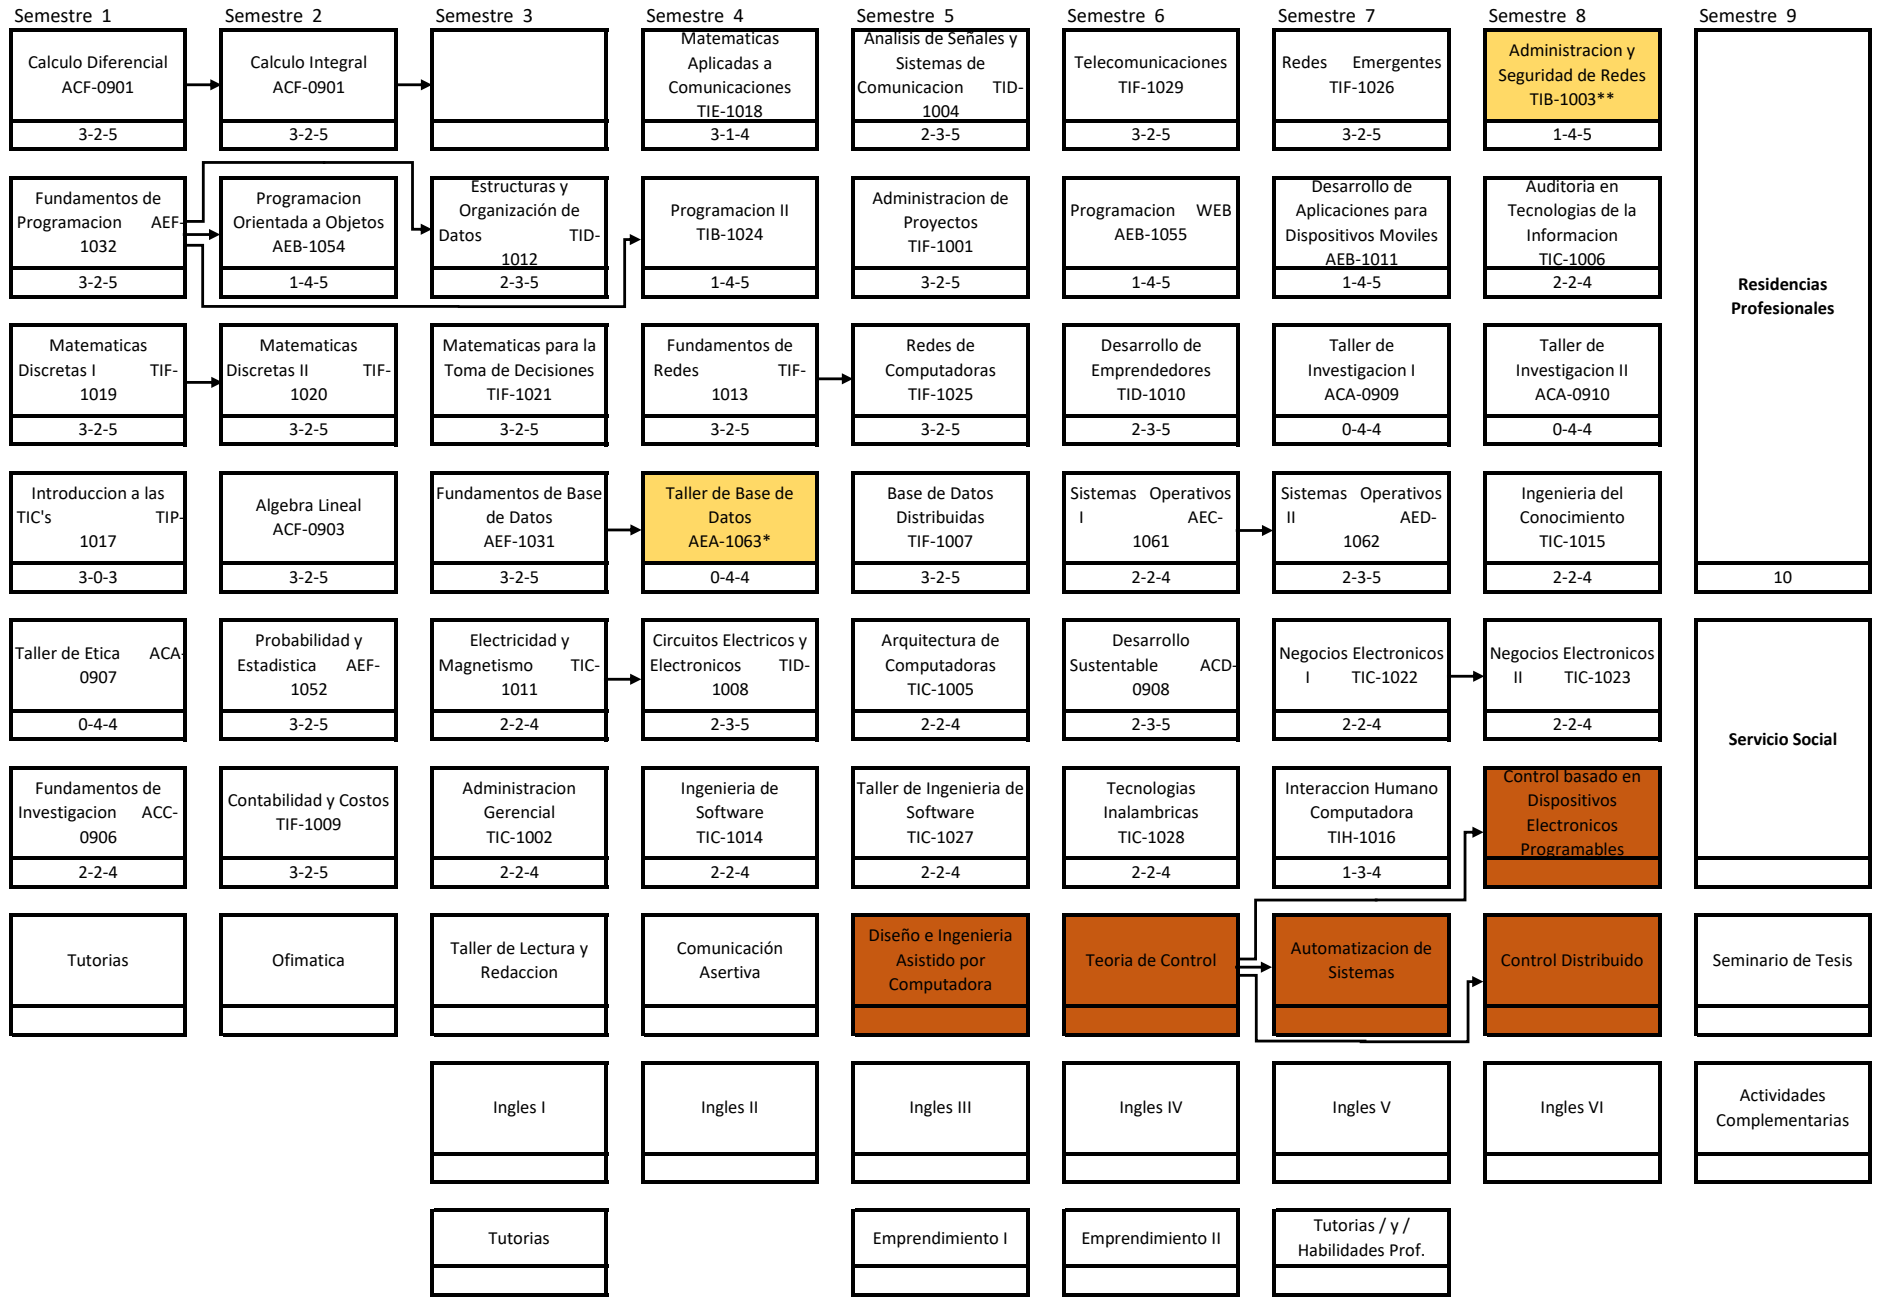 Semestre 1
Semestre 2
Semestre 3
Semestre 4
Semestre 5
Semestre 6
Semestre 7
Semestre 8
Semestre 9
Calculo Diferencial
ACF-0901
3-2-5
Calculo Integral
ACF-0901
3-2-5
Matematicas
Aplicadas a
Comunicaciones
TIE-1018
3-1-4
Analisis de Señales y
Sistemas de
Comunicacion TID-
1004
2-3-5
Telecomunicaciones
TIF-1029
3-2-5
Redes Emergentes
TIF-1026
3-2-5
Administracion y
Seguridad de Redes
TIB-1003**
1-4-5
Residencias
Profesionales
10
Fundamentos de
Programacion AEF-
1032
3-2-5
Programacion
Orientada a Objetos
AEB-1054
1-4-5
Estructuras y
Organización de
Datos TID-
1012
2-3-5
Programacion II
TIB-1024
1-4-5
Administracion de
Proyectos
TIF-1001
3-2-5
Programacion WEB
AEB-1055
1-4-5
Desarrollo de
Aplicaciones para
Dispositivos Moviles
AEB-1011
1-4-5
Auditoria en
Tecnologias de la
Informacion
TIC-1006
2-2-4
Matematicas
Discretas I TIF-
1019
3-2-5
Matematicas
Discretas II TIF-
1020
3-2-5
Matematicas para la
Toma de Decisiones
TIF-1021
3-2-5
Fundamentos de
Redes TIF-
1013
3-2-5
Redes de
Computadoras
TIF-1025
3-2-5
Desarrollo de
Emprendedores
TID-1010
2-3-5
Taller de
Investigacion I
ACA-0909
0-4-4
Taller de
Investigacion II
ACA-0910
0-4-4
Introduccion a las
TIC's TIP-
1017
3-0-3
Algebra Lineal
ACF-0903
3-2-5
Fundamentos de Base
de Datos
AEF-1031
3-2-5
Taller de Base de
Datos
AEA-1063*
0-4-4
Base de Datos
Distribuidas
TIF-1007
3-2-5
Sistemas Operativos
I AEC-
1061
2-2-4
Sistemas Operativos
II AED-
1062
2-3-5
Ingenieria del
Conocimiento
TIC-1015
2-2-4
Taller de Etica ACA-
0907
0-4-4
Probabilidad y
Estadistica AEF-
1052
3-2-5
Electricidad y
Magnetismo TIC-
1011
2-2-4
Circuitos Electricos y
Electronicos TID-
1008
2-3-5
Arquitectura de
Computadoras
TIC-1005
2-2-4
Desarrollo
Sustentable ACD-
0908
2-3-5
Negocios Electronicos
I TIC-1022
2-2-4
Negocios Electronicos
II TIC-1023
2-2-4
Servicio Social
Fundamentos de
Investigacion ACC-
0906
2-2-4
Contabilidad y Costos
TIF-1009
3-2-5
Administracion
Gerencial
TIC-1002
2-2-4
Ingenieria de
Software
TIC-1014
2-2-4
Taller de Ingenieria de
Software
TIC-1027
2-2-4
Tecnologias
Inalambricas
TIC-1028
2-2-4
Interaccion Humano
Computadora
TIH-1016
1-3-4
Control basado en
Dispositivos
Electronicos
Programables
Tutorias
Ofimatica
Taller de Lectura y
Redaccion
Comunicación
Asertiva
Diseño e Ingenieria
Asistido por
Computadora
Teoria de Control
Automatizacion de
Sistemas
Control Distribuido
Seminario de Tesis
Ingles I
Ingles II
Ingles III
Ingles IV
Ingles V
Ingles VI
Actividades
Complementarias
Tutorias
Emprendimiento I
Emprendimiento II
Tutorias / y /
Habilidades Prof.